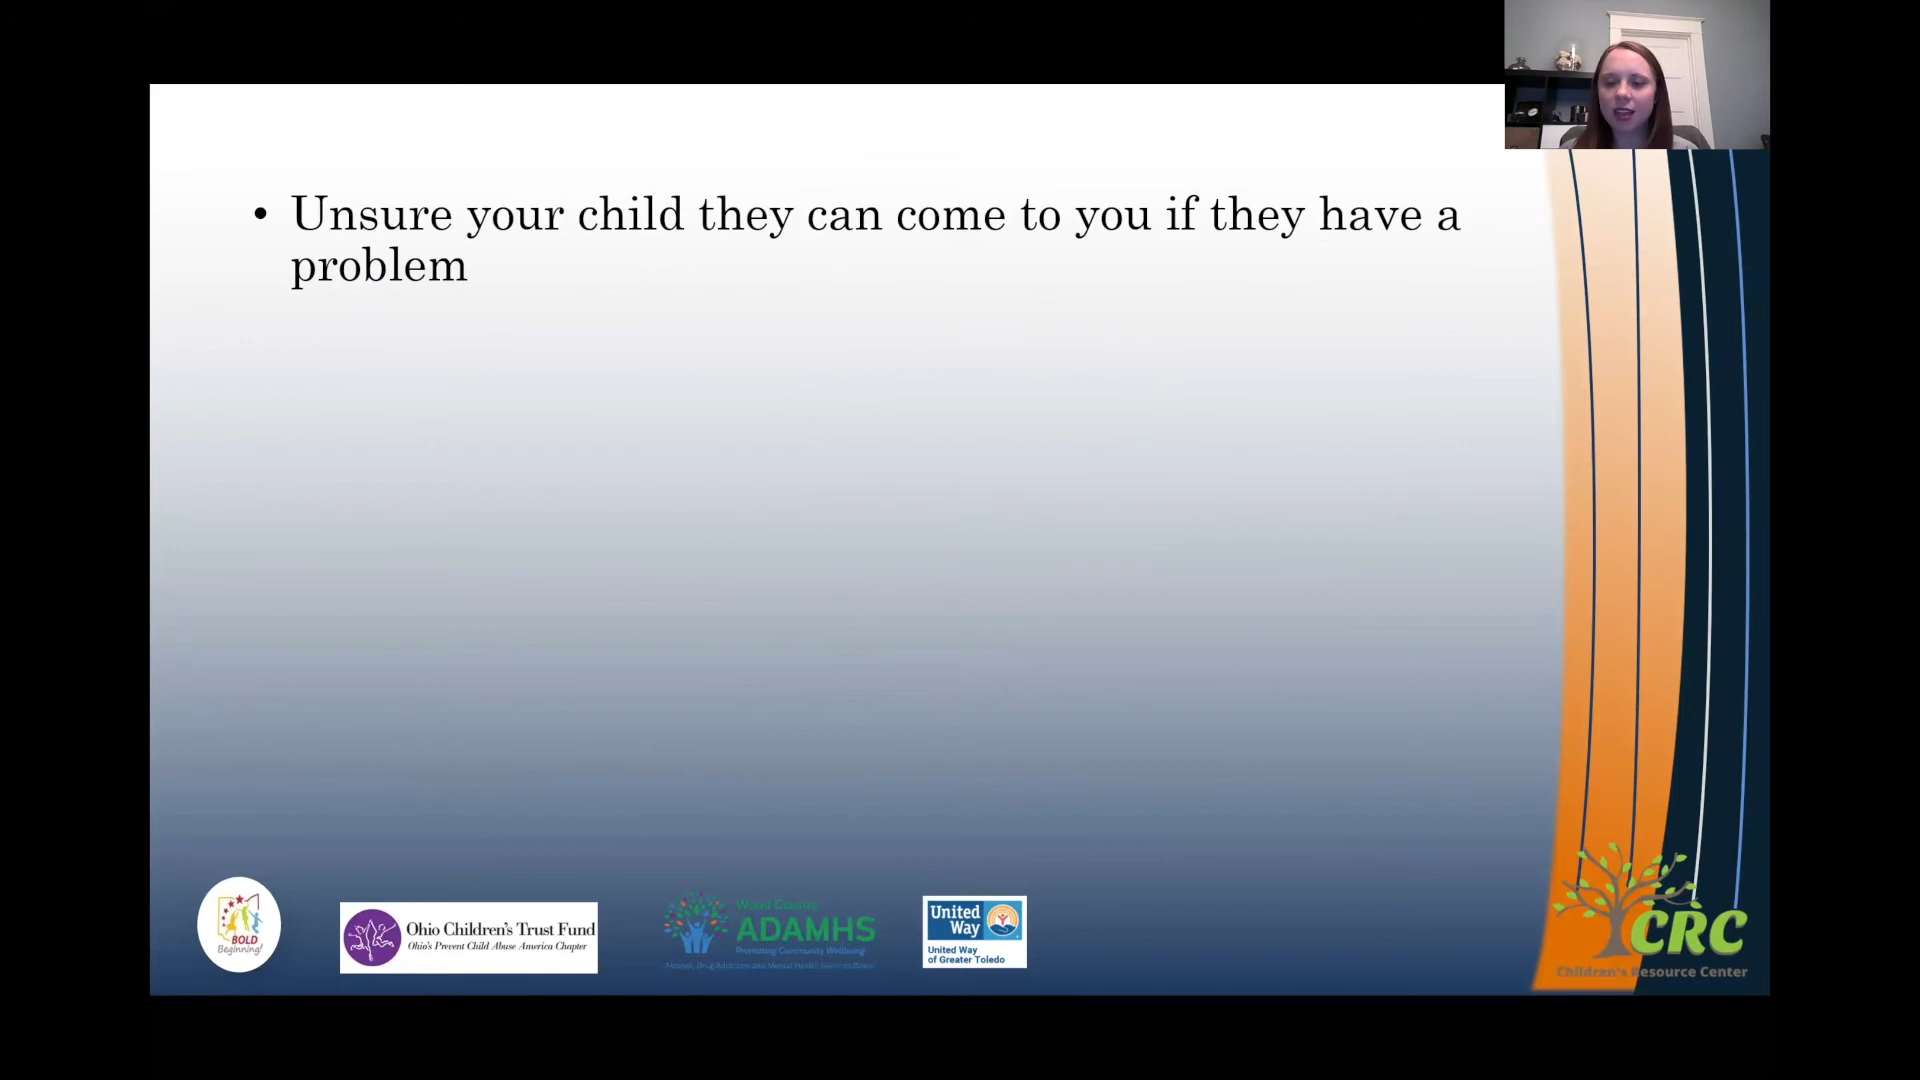 • Unsure your child they can come to you if they have a
problem
BOLD
Beginning!
Ohio Children's Trust Fund
Ohio's Prevent Child Abuse America Chapter
Wood County
ADAMHS
Promoting Community Wellbeing
Alcohol, Drug Addiction and Mental Health Services Board
United
Way
United Way
of Greater Toledo
CRC
Children's Resource Center